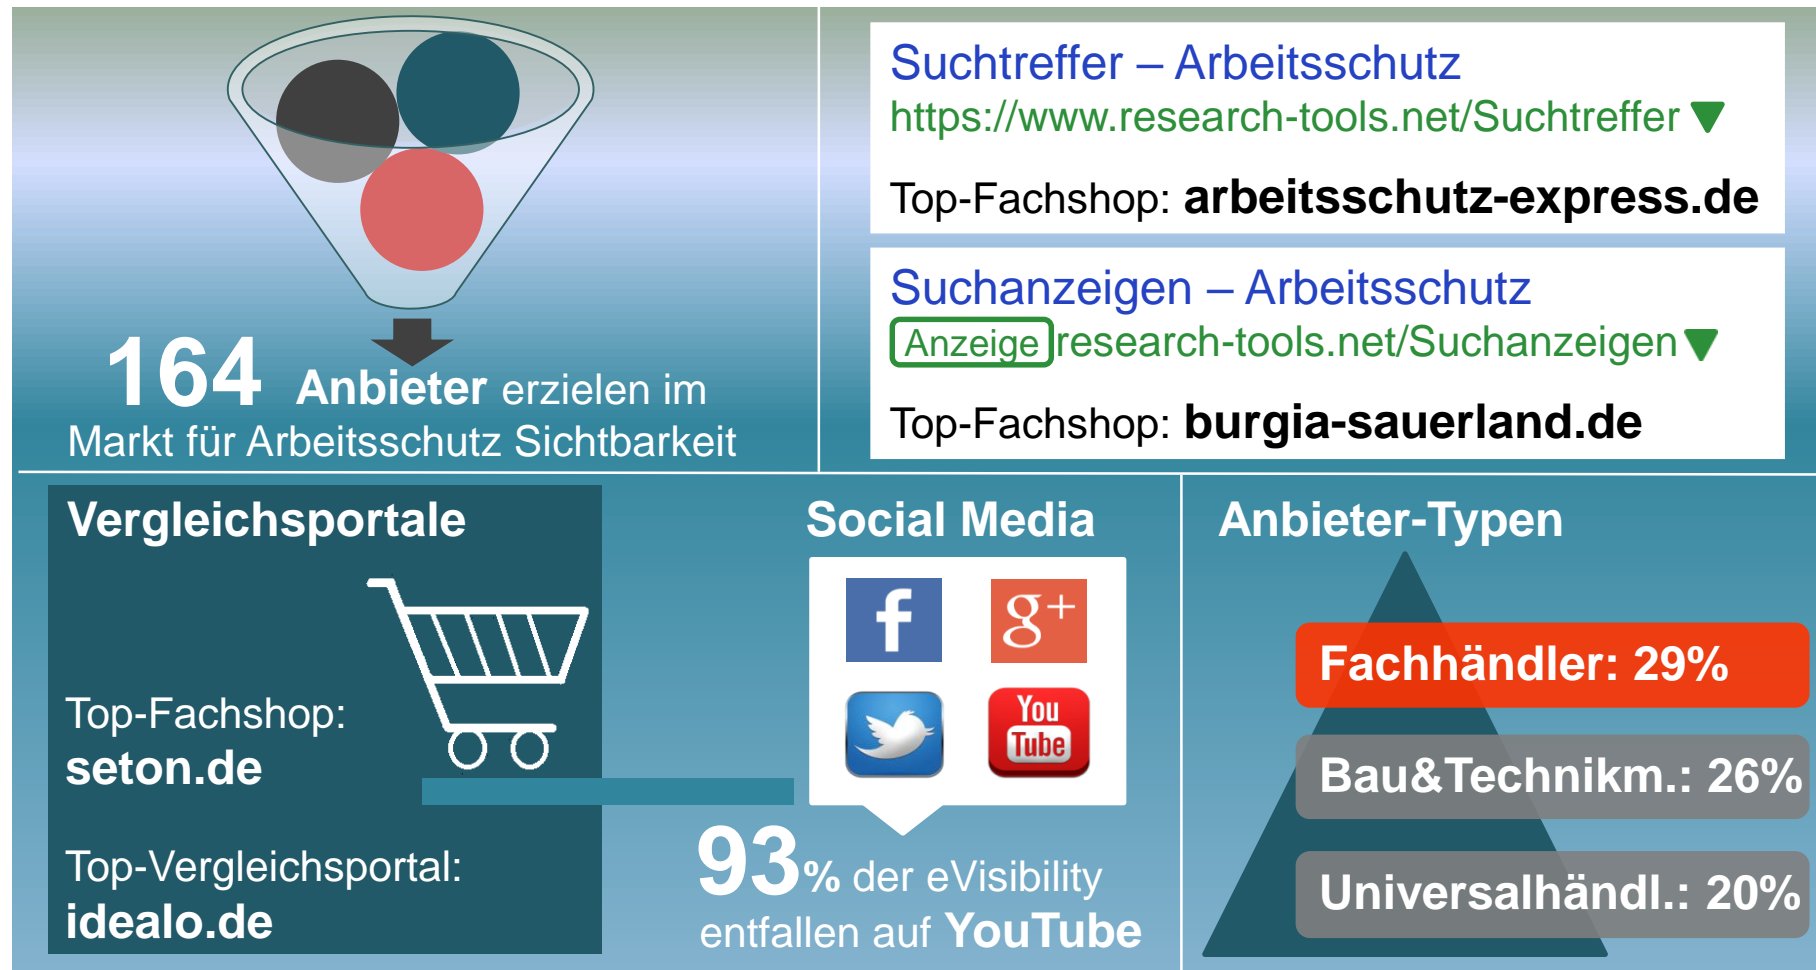 164 Anbieter erzielen im
Markt für Arbeitsschutz Sichtbarkeit
Suchtreffer – Arbeitsschutz
https://www.research-tools.net/Suchtreffer
Top-Fachshop: arbeitsschutz-express.de
Suchanzeigen – Arbeitsschutz
Anzeige research-tools.net/Suchanzeigen
Top-Fachshop: burgia-sauerland.de
Vergleichsportale
Top-Fachshop:
seton.de
Top-Vergleichsportal:
idealo.de
Social Media
f
g+
You
Tube
93% der eVisibility
entfallen auf YouTube
Anbieter-Typen
Fachhändler: 29%
Bau&Technikm.: 26%
Universalhändl.: 20%